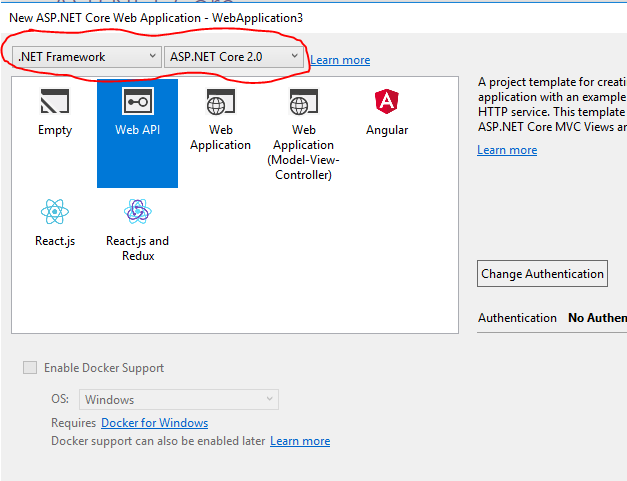 New ASP.NET Core Web Application - WebApplication3
.NET Framework
ASP.NET Core 2.0
Learn more
Empty
Web API
Web
Application
Web
Application
(Model-View-
Controller)
Angular
React.js
React.js and
Redux
A project template for creati
application with an example
HTTP service. This template
ASP.NET Core MVC Views ar
Learn more
Change Authentication
Authentication No Authen
Enable Docker Support
OS: Windows
Requires Docker for Windows
Docker support can also be enabled later Learn more